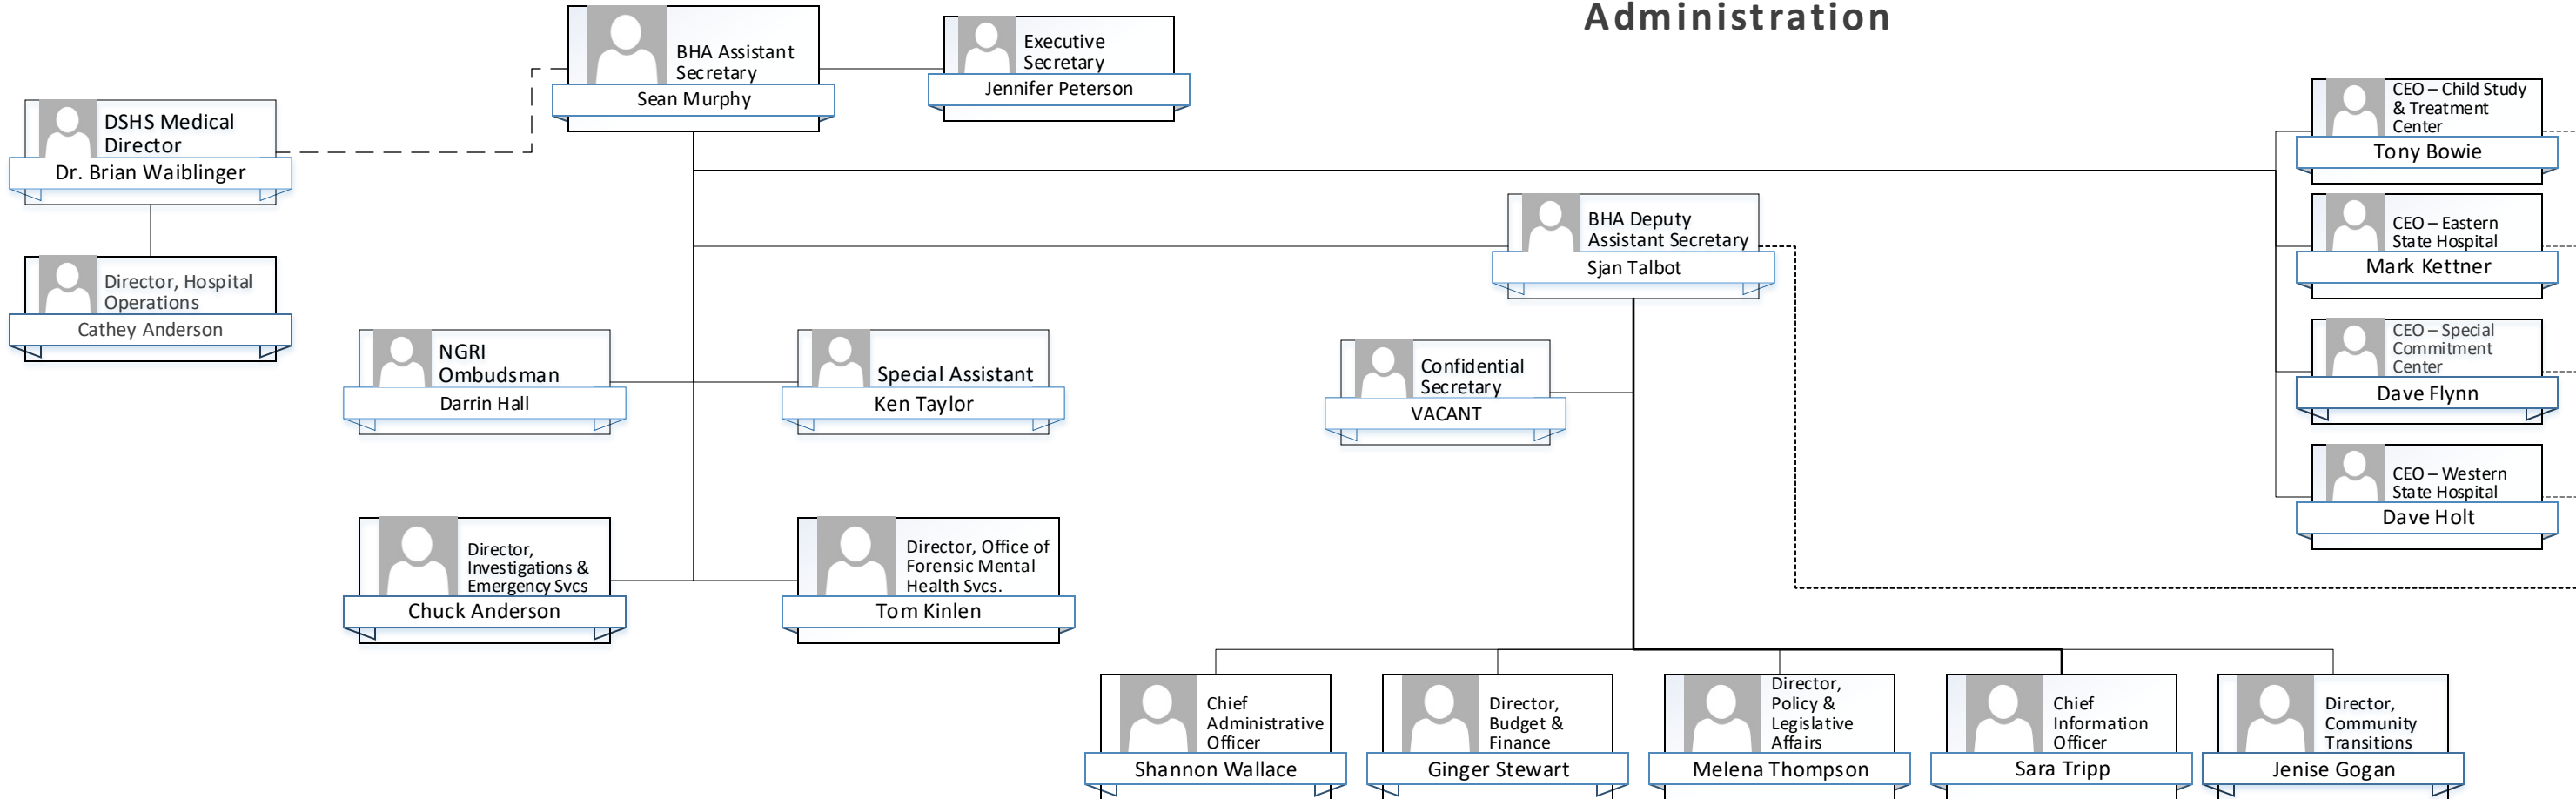 Administration
BHA Assistant
Secretary
Sean Murphy
Executive
Secretary
Jennifer Peterson
DSHS Medical
Director
Dr. Brian Waiblinger
Director, Hospital
Operations
Cathey Anderson
CEO – Child Study
& Treatment
Center
Tony Bowie
BHA Deputy
Assistant Secretary
Sjan Talbot
CEO – Eastern
State Hospital
Mark Kettner
NGRI
Ombudsman
Darrin Hall
Special Assistant
Ken Taylor
Confidential
Secretary
VACANT
CEO – Special
Commitment
Center
Dave Flynn
CEO – Western
State Hospital
Dave Holt
Director,
Investigations &
Emergency Svcs
Chuck Anderson
Director, Office of
Forensic Mental
Health Svcs.
Tom Kinlen
Chief
Administrative
Officer
Shannon Wallace
Director,
Budget &
Finance
Ginger Stewart
Director,
Policy &
Legislative
Affairs
Melena Thompson
Chief
Information
Officer
Sara Tripp
Director,
Community
Transitions
Jenise Gogan